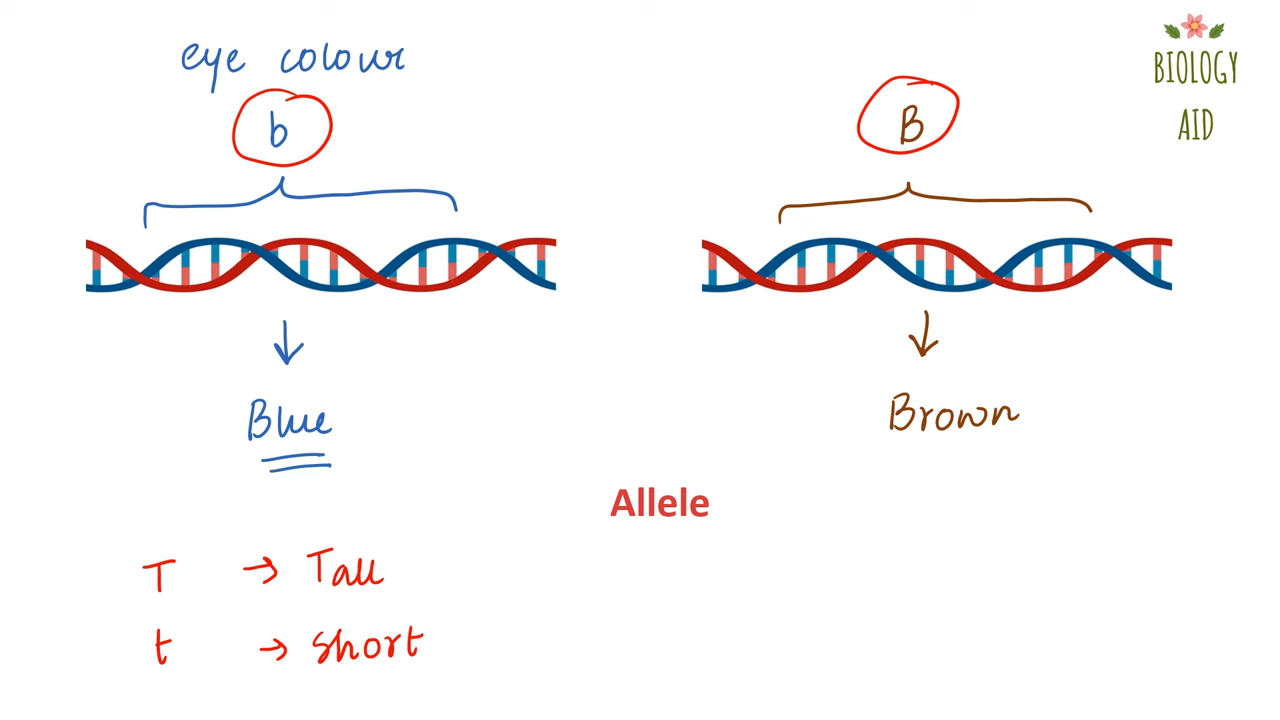 eye colour
b
B
BIOLOGY
AID
Blue
Brown
Allele
T → Tall
t → Short